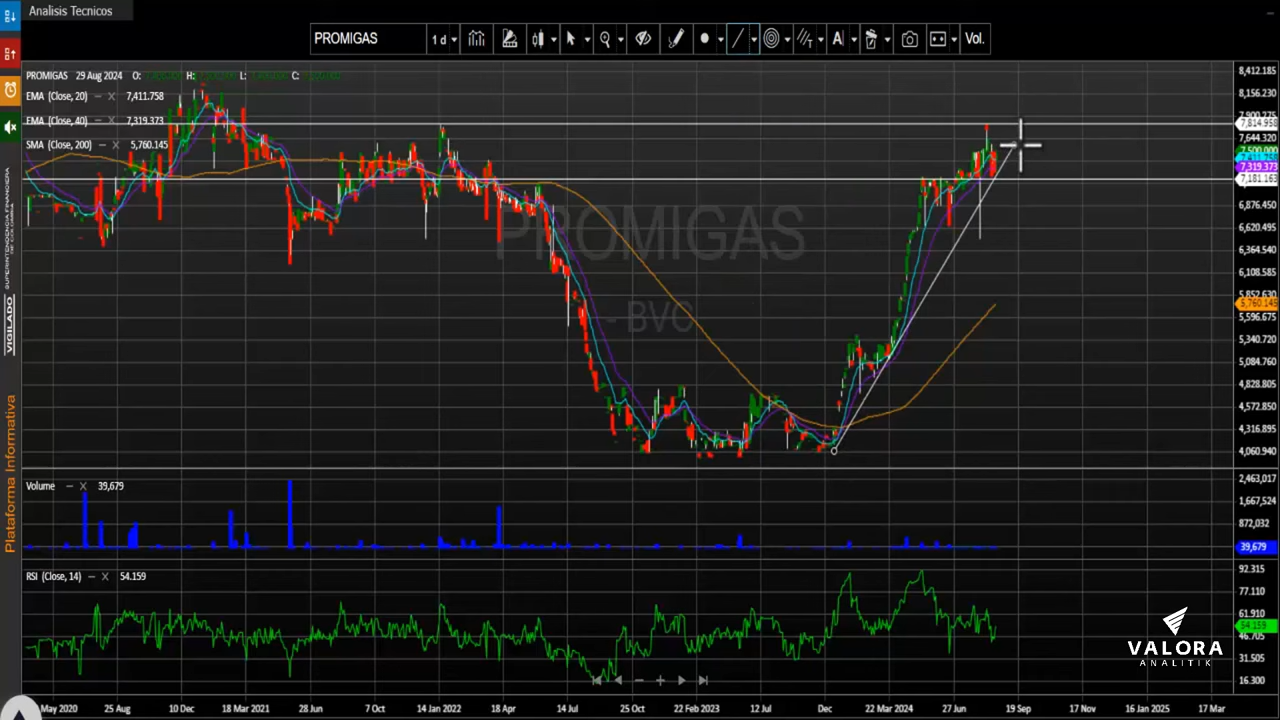 Analisis Tecnicos
PROMIGAS 1 d A T Vol.
PROMIGAS 29 Aug 2024 O: H: L: C:
EMA (Close, 20) 7,411.758
EMA (Close, 40) 7,319.373
SMA (Close, 200) 5,760.145
PROMIGAS
- BVC
8,412.185
8,156.230
7,900.275
7,814.958
7,644.320
7,500.000
7,411.758
7,319.373
7,181.163
6,876.450
6,620.495
6,364.540
6,108.585
5,852.630
5,760.145
5,596.675
5,340.720
5,084.760
4,828.805
4,572.850
4,316.895
4,060.940
Volume 39,679
2,463,017
1,667,524
872,032
39,679
RSI (Close, 14) 54.159
92.315
77.110
61.910
54.159
46.705
31.505
16.300
May 2020 25 Aug 10 Dec 18 Mar 2021 28 Jun 7 Oct 14 Jan 2022 18 Apr 14 Jul 25 Oct 22 Feb 2023 12 Jul Dec 22 Mar 2024 27 Jun 19 Sep 17 Nov 16 Jan 2025 17 Mar
VIGILADO
SUPERINTENDENCIA FINANCIERA
DE COLOMBIA
Plataforma Informativa
VALORA
ANALITIK